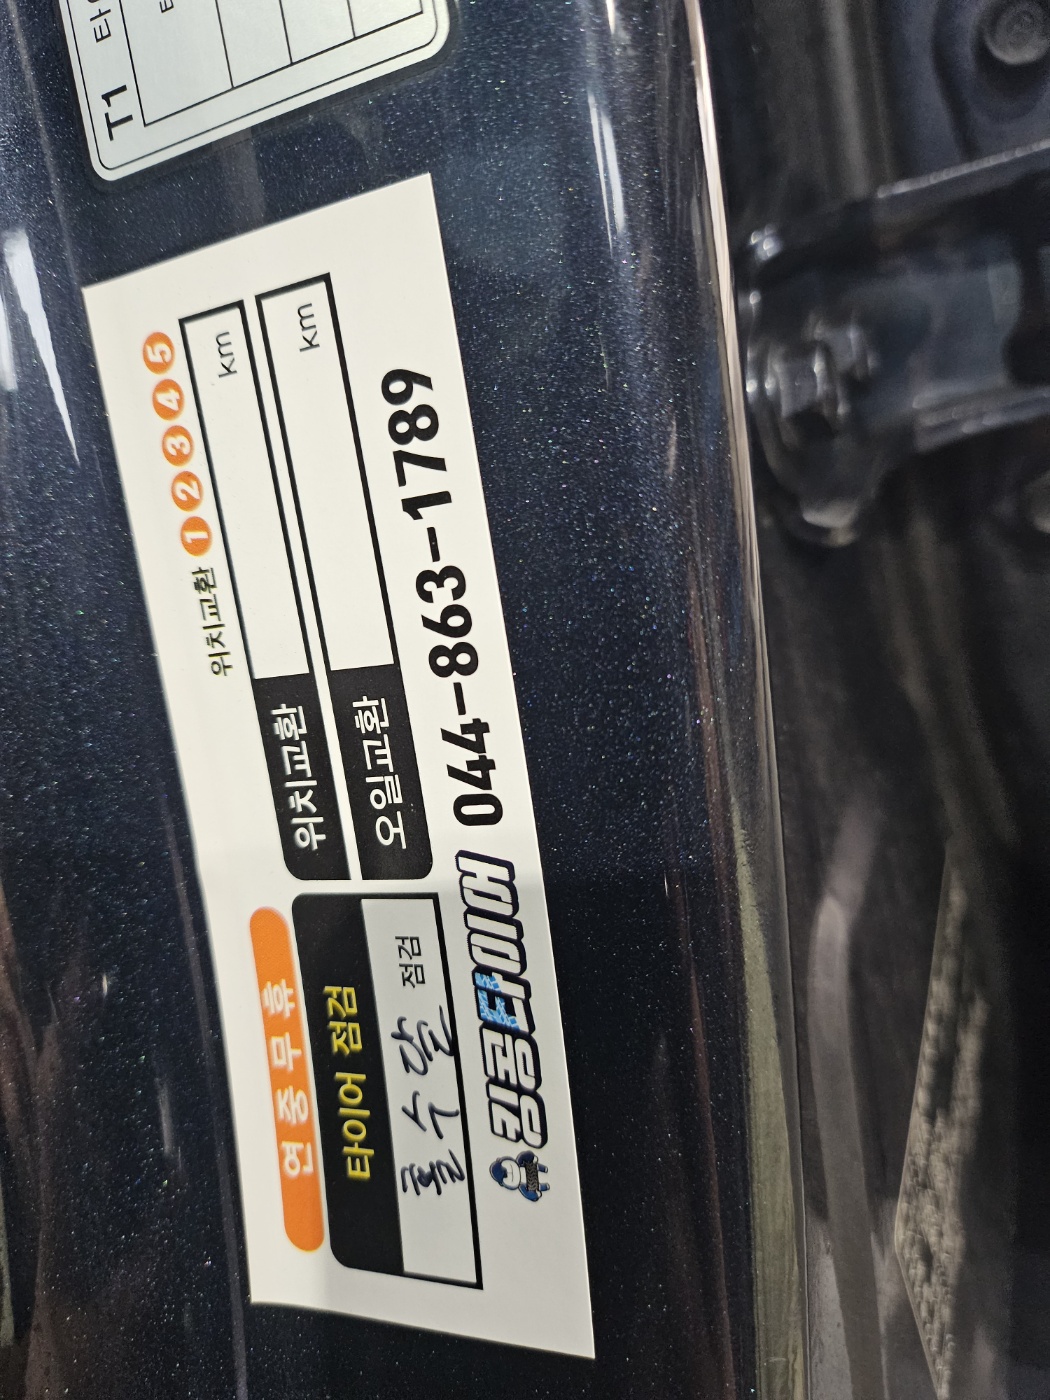 연중무휴
타이어 점검
홀수달 점검
위치교환 1 2 3 4 5
위치교환 km
오일교환 km
킹콩타이어 044-863-1789
T1